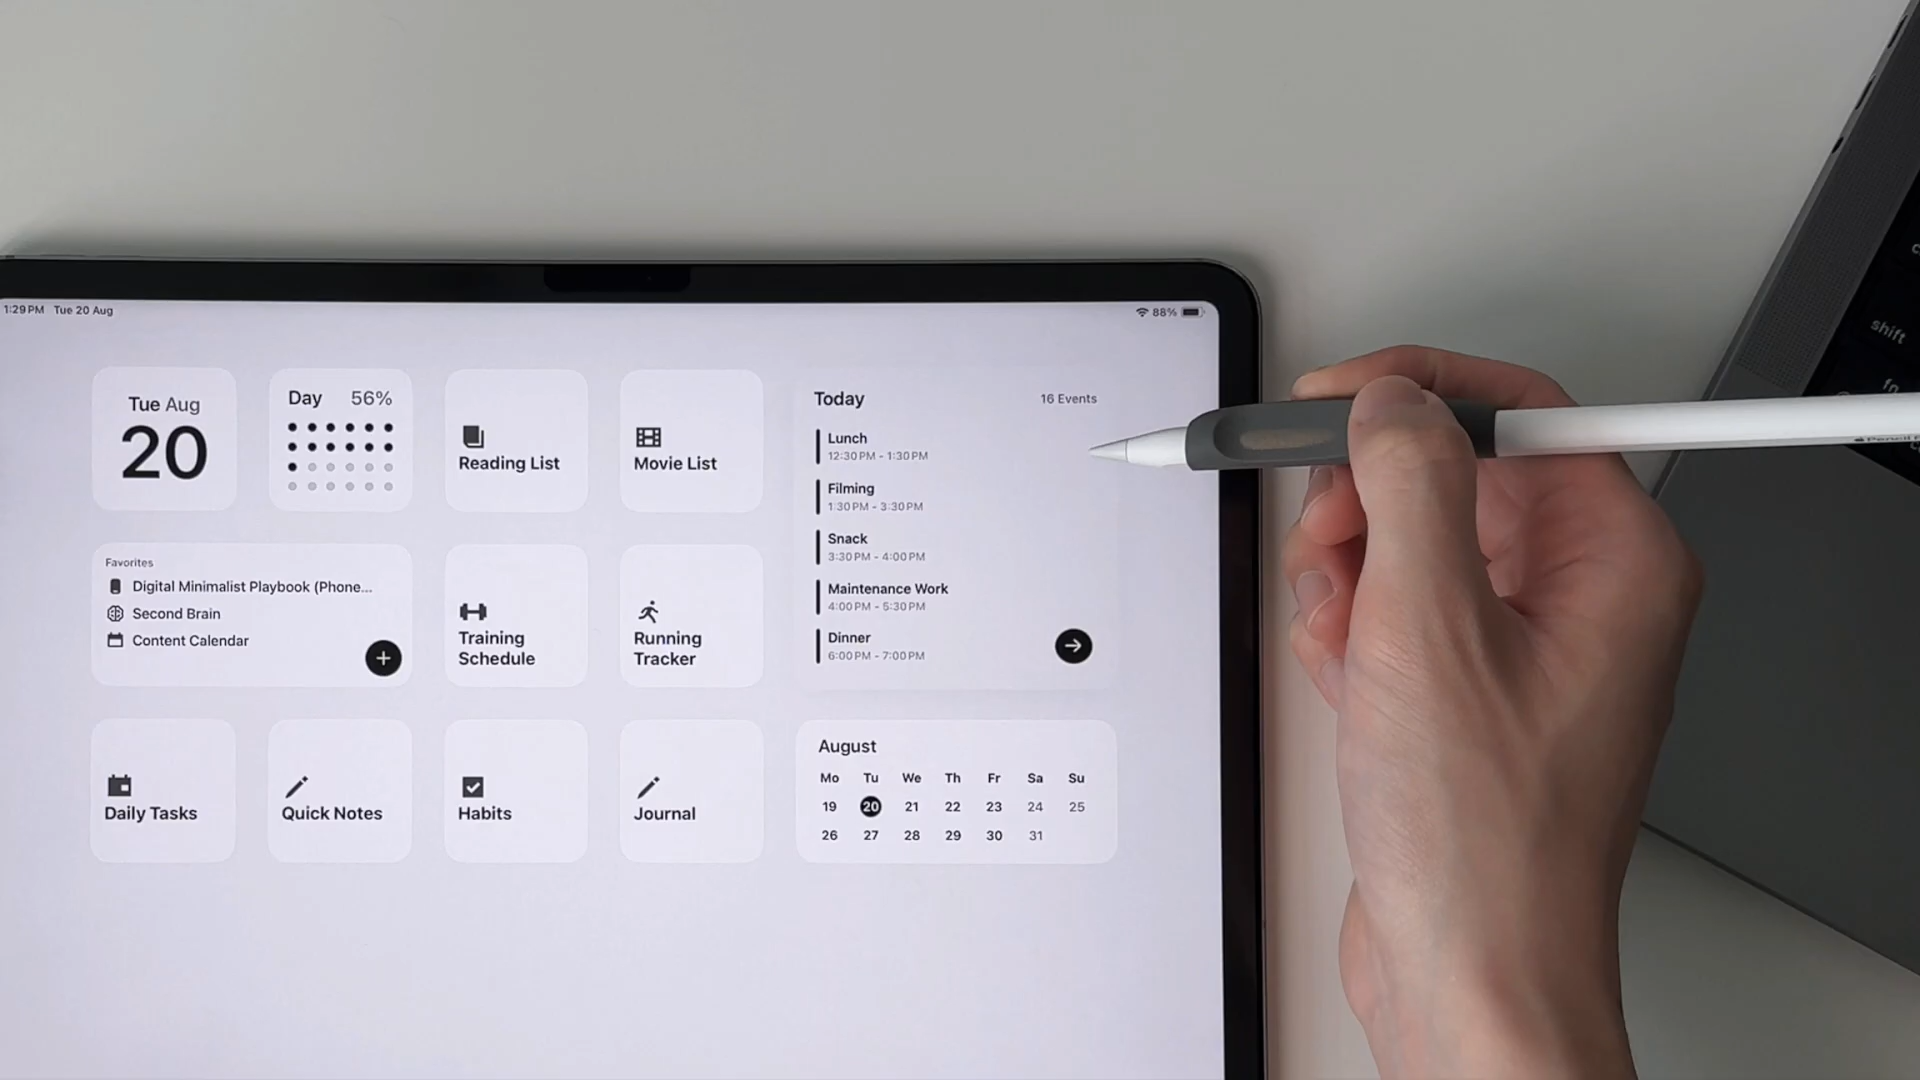 1:29 PM Tue 20 Aug
88%
Tue Aug
20
Day 56%
Reading List
Movie List
Today 16 Events
Lunch
12:30 PM - 1:30 PM
Filming
1:30 PM - 3:30 PM
Snack
3:30 PM - 4:00 PM
Maintenance Work
4:00 PM - 5:30 PM
Dinner
6:00 PM - 7:00 PM
Favorites
Digital Minimalist Playbook (Phone...
Second Brain
Content Calendar
Training
Schedule
Running
Tracker
Daily Tasks
Quick Notes
Habits
Journal
August
Mo Tu We Th Fr Sa Su
19 20 21 22 23 24 25
26 27 28 29 30 31
shift
fn